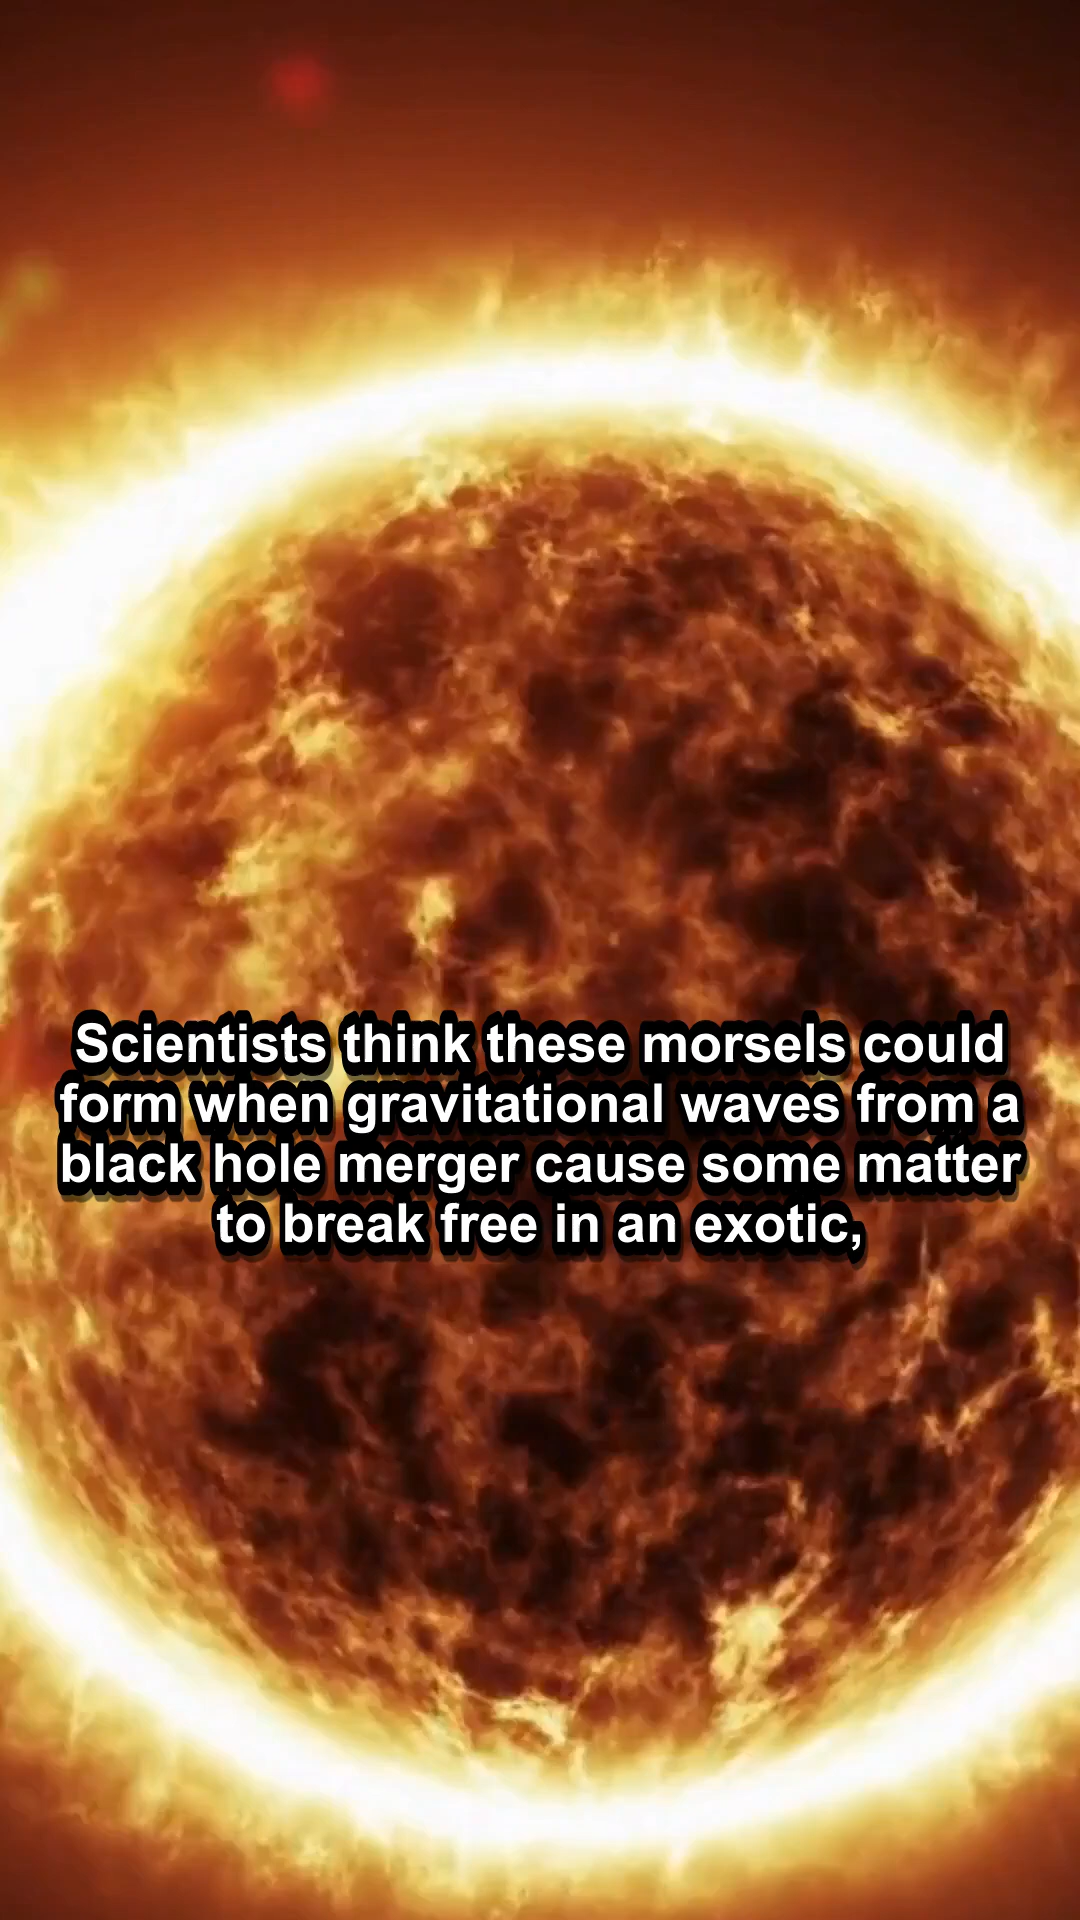 Scientists think these morsels could
form when gravitational waves from a
black hole merger cause some matter
to break free in an exotic,